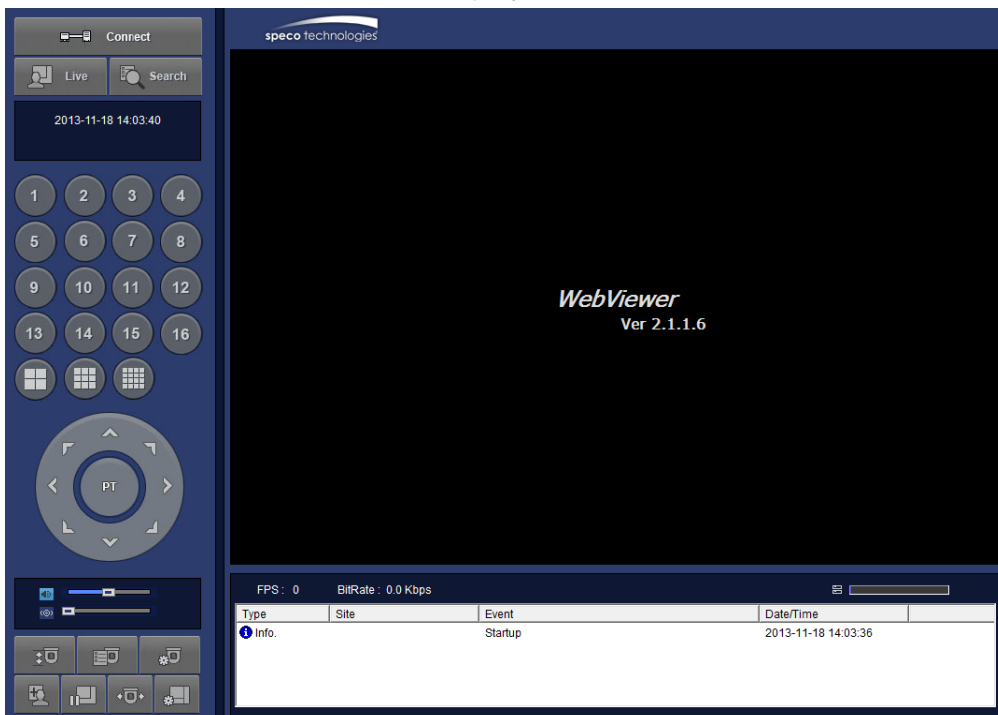 Connect
speco technologies
Live Search
2013-11-18 14:03:40
1 2 3 4
5 6 7 8
9 10 11 12
13 14 15 16
WebViewer
Ver 2.1.1.6
PT
FPS : 0 BitRate : 0.0 Kbps
Type Site Event Date/Time
Info. Startup 2013-11-18 14:03:36